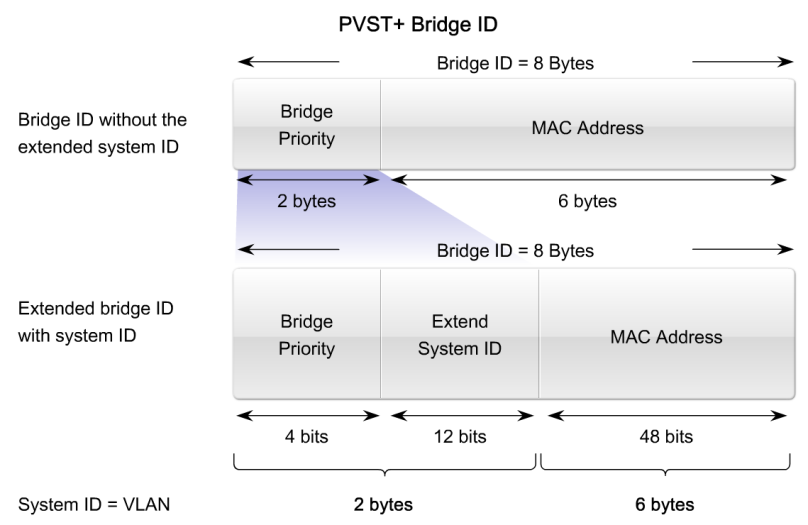 PVST+ Bridge ID
Bridge ID = 8 Bytes
Bridge ID without the
extended system ID
Bridge
Priority
MAC Address
2 bytes
6 bytes
Bridge ID = 8 Bytes
Extended bridge ID
with system ID
Bridge
Priority
Extend
System ID
MAC Address
4 bits
12 bits
48 bits
System ID = VLAN
2 bytes
6 bytes